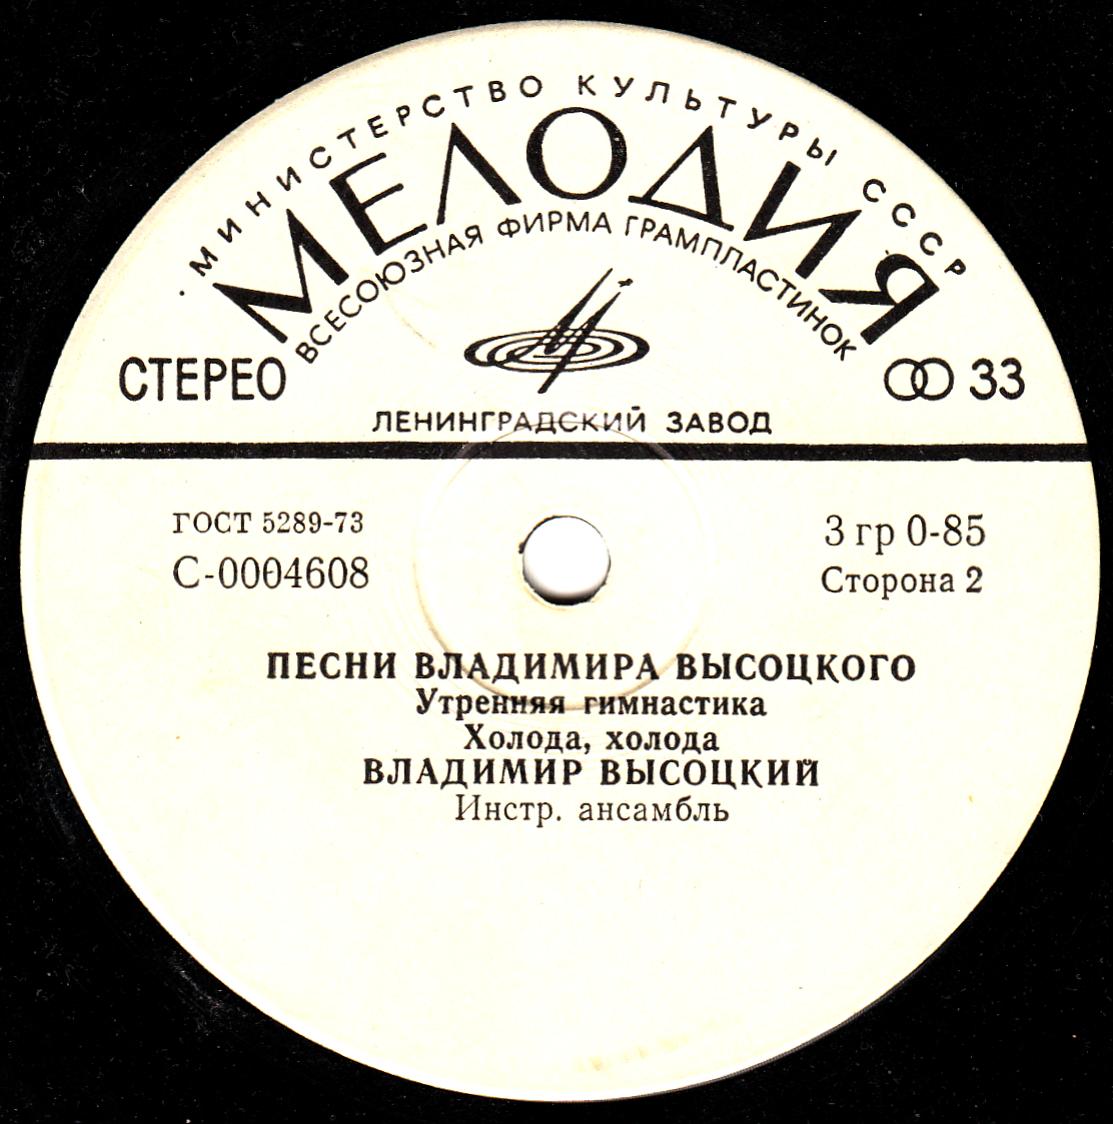 МИНИСТЕРСТВО КУЛЬТУРЫ СССР
МЕЛОДИЯ
ВСЕСОЮЗНАЯ ФИРМА ГРАМПЛАСТИНОК
СТЕРЕО
33
ЛЕНИНГРАДСКИЙ ЗАВОД
ГОСТ 5289-73
3 гр 0-85
С-0004608
Сторона 2
ПЕСНИ ВЛАДИМИРА ВЫСОЦКОГО
Утренняя гимнастика
Холода, холода
ВЛАДИМИР ВЫСОЦКИЙ
Инстр. ансамбль